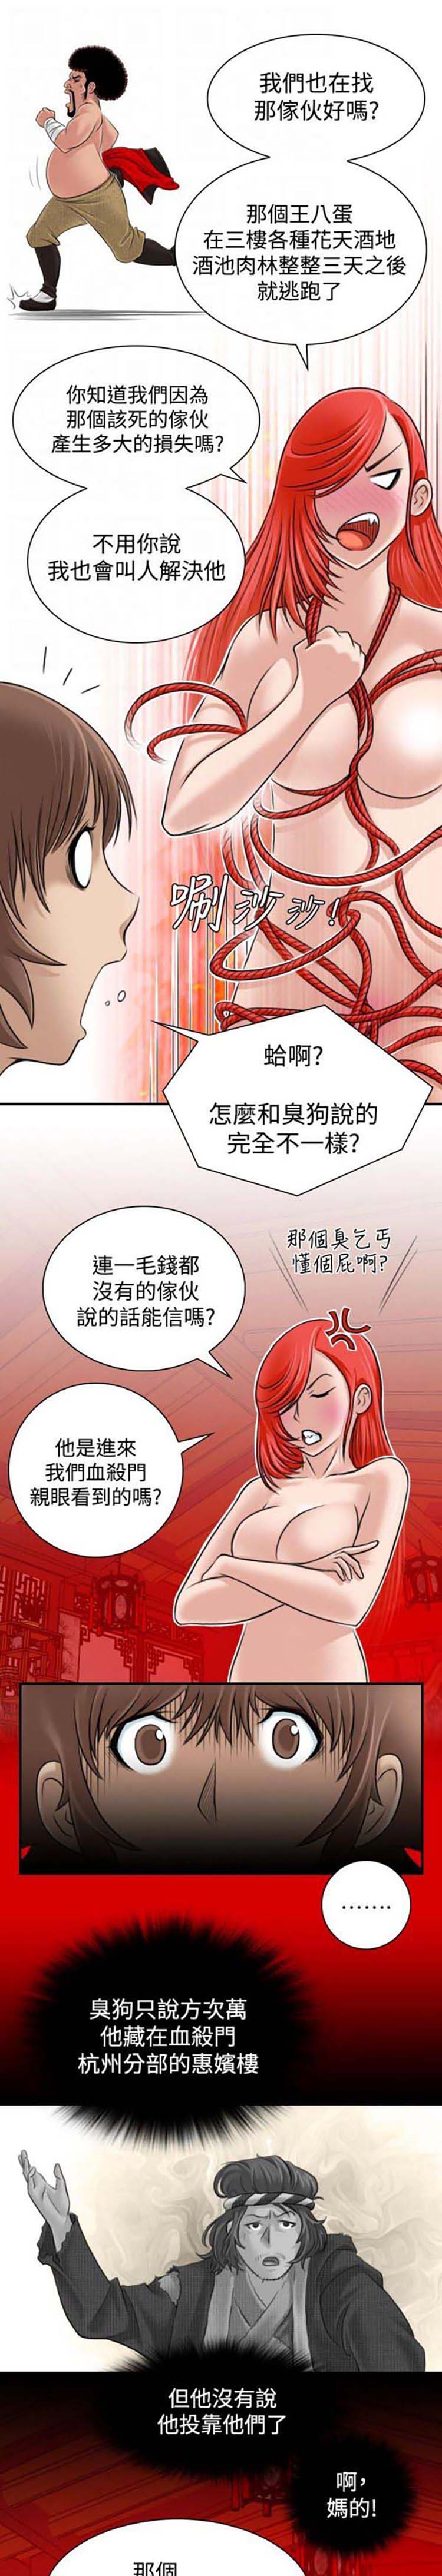 我們也在找
那傢伙好嗎?
那個王八蛋
在三樓各種花天酒地
酒池肉林整整三天之後
就逃跑了
你知道我們因為
那個該死的傢伙
產生多大的損失嗎?
不用你說
我也會叫人解決他
唰沙沙!
蛤啊?
怎麼和臭狗說的
完全不一樣?
那個臭乞丐
懂個屁啊?
連一毛錢都
沒有的傢伙
說的話能信嗎?
他是進來
我們血殺門
親眼看到的嗎?
.......
臭狗只說方次萬
他藏在血殺門
杭州分部的惠嬪樓
但他沒有說
他投靠他們了
啊,
媽的!
那個